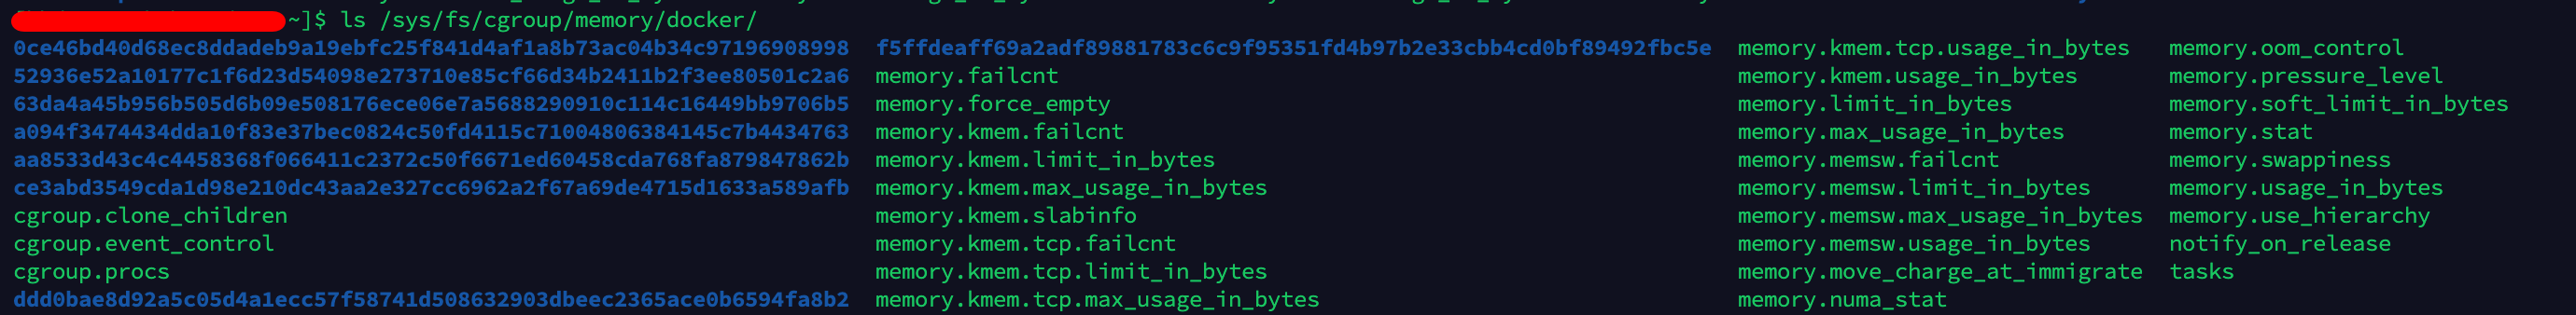 ~]$ ls /sys/fs/cgroup/memory/docker/
0ce46bd40d68ec8ddadeb9a19ebfc25f841d4af1a8b73ac04b34c97196908998 f5ffdeaff69a2adf89881783c6c9f95351fd4b97b2e33cbb4cd0bf89492fbc5e memory.kmem.tcp.usage_in_bytes memory.oom_control
52936e52a10177c1f6d23d54098e273710e85cf66d34b2411b2f3ee80501c2a6 memory.failcnt memory.kmem.usage_in_bytes memory.pressure_level
63da4a45b956b505d6b09e508176ece06e7a5688290910c114c16449bb9706b5 memory.force_empty memory.limit_in_bytes memory.soft_limit_in_bytes
a094f3474434dda10f83e37bec0824c50fd4115c71004806384145c7b4434763 memory.kmem.failcnt memory.max_usage_in_bytes memory.stat
aa8533d43c4c4458368f066411c2372c50f6671ed60458cda768fa879847862b memory.kmem.limit_in_bytes memory.memsw.failcnt memory.swappiness
ce3abd3549cda1d98e210dc43aa2e327cc6962a2f67a69de4715d1633a589afb memory.kmem.max_usage_in_bytes memory.memsw.limit_in_bytes memory.usage_in_bytes
cgroup.clone_children memory.kmem.slabinfo memory.memsw.max_usage_in_bytes memory.use_hierarchy
cgroup.event_control memory.kmem.tcp.failcnt memory.memsw.usage_in_bytes notify_on_release
cgroup.procs memory.kmem.tcp.limit_in_bytes memory.move_charge_at_immigrate tasks
ddd0bae8d92a5c05d4a1ecc57f58741d508632903dbeec2365ace0b6594fa8b2 memory.kmem.tcp.max_usage_in_bytes memory.numa_stat